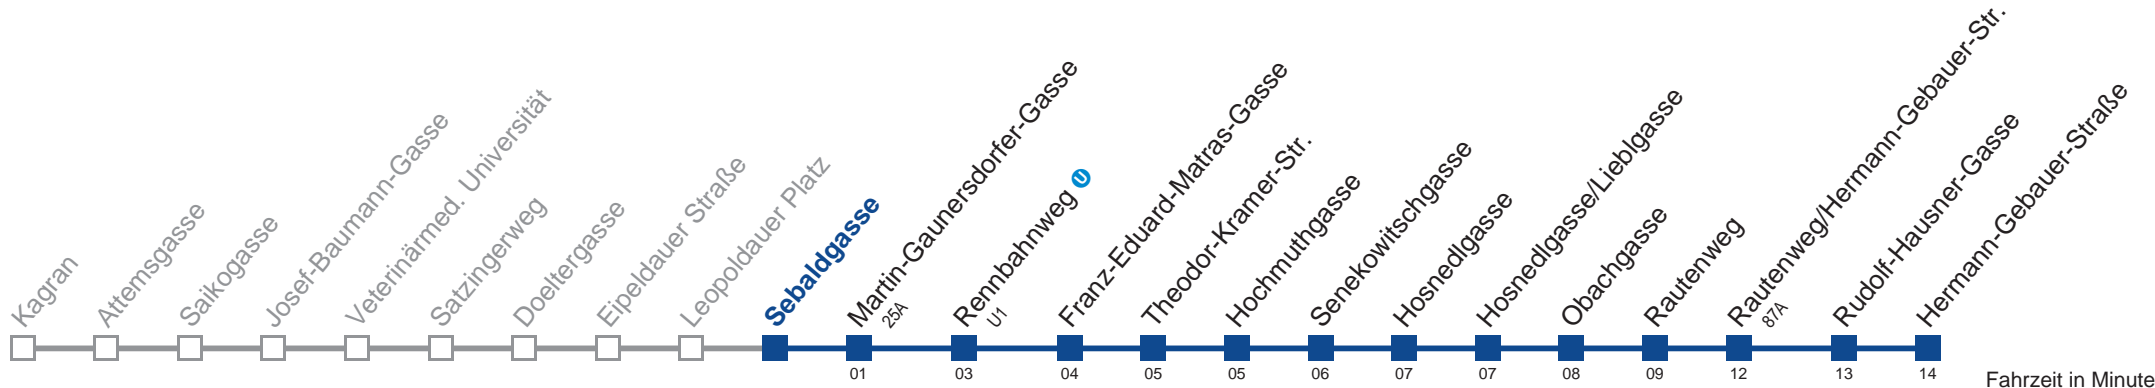 Kagran
Attemsgasse
Saikogasse
Josef-Baumann-Gasse
Veterinärmed. Universität
Satzingerweg
Doeltergasse
Eipeldauer Straße
Leopoldauer Platz
Sebaldgasse
Martin-Gaunersdorfer-Gasse
25A
Rennbahnweg U
U1
Franz-Eduard-Matras-Gasse
Theodor-Kramer-Str.
Hochmuthgasse
Senekowitschgasse
Hosnedlgasse
Hosnedlgasse/Lieblgasse
Obachgasse
Rautenweg
Rautenweg/Hermann-Gebauer-Str.
87A
Rudolf-Hausner-Gasse
Hermann-Gebauer-Straße
01 03 04 05 05 06 07 07 08 09 12 13 14
Fahrzeit in Minute